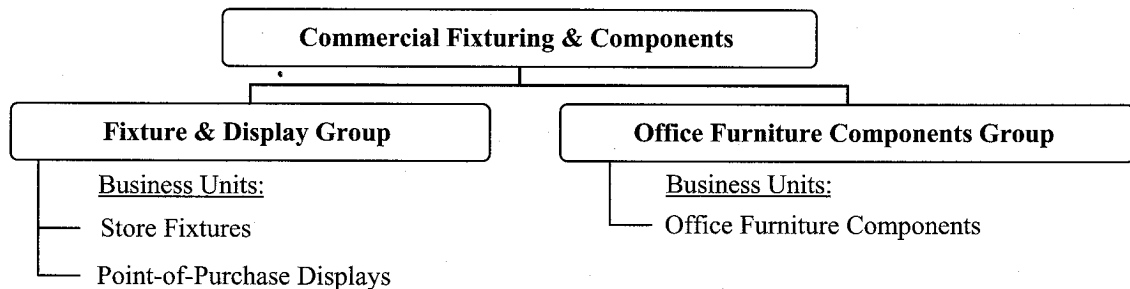 Commercial Fixturing & Components
Fixture & Display Group
Business Units:
Store Fixtures
Point-of-Purchase Displays
Office Furniture Components Group
Business Units:
Office Furniture Components